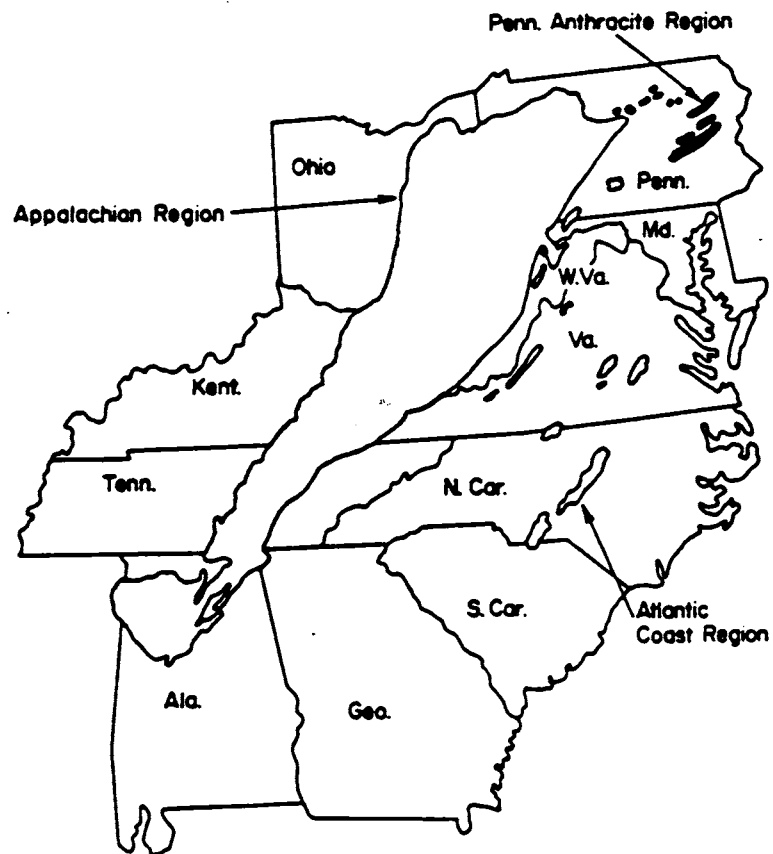 Penn. Anthracite Region
Ohio
Appalachian Region
Penn.
Md.
W.Va.
Va.
Kent.
Tenn.
N. Car.
Atlantic
Coast Region
S. Car.
Ala.
Geo.